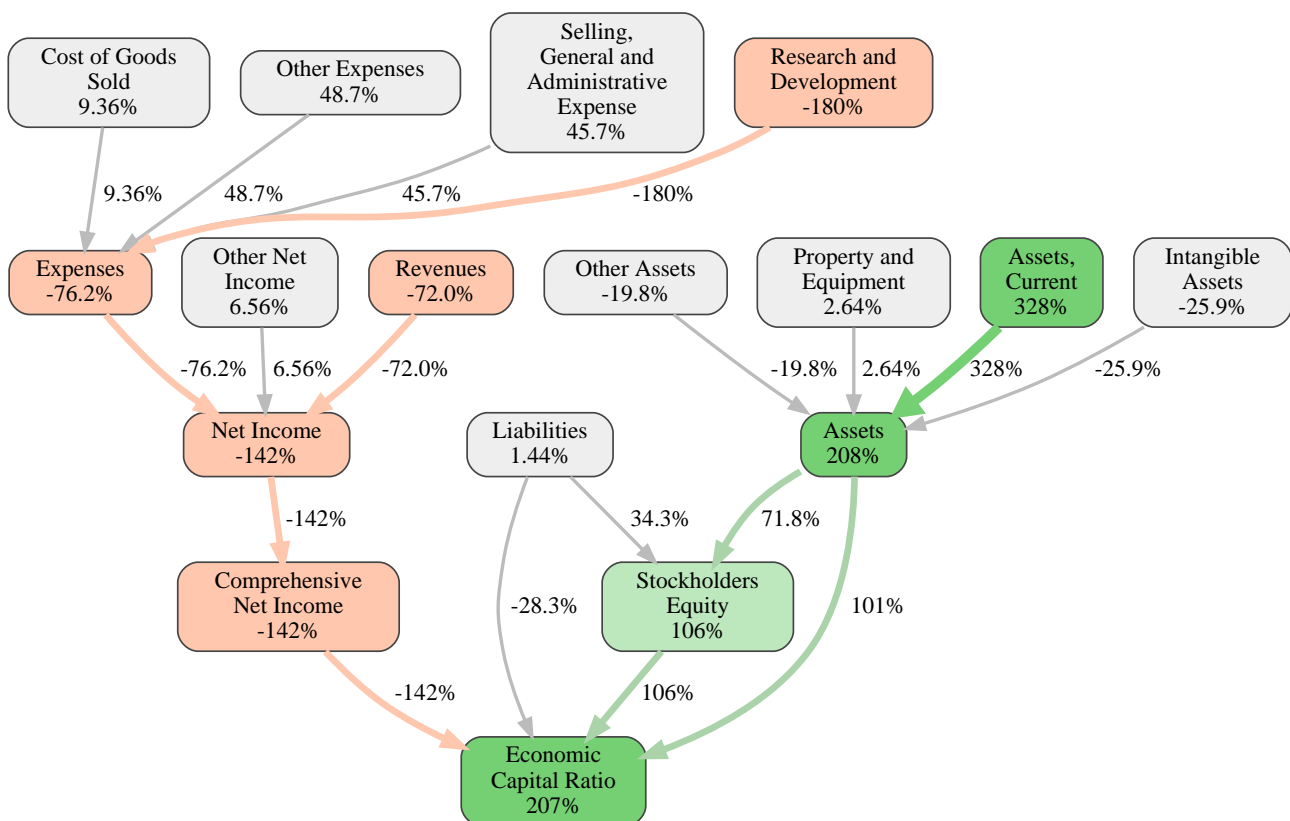 Cost of Goods
Sold
9.36%
Other Expenses
48.7%
Selling,
General and
Administrative
Expense
45.7%
Research and
Development
-180%
9.36%
48.7%
45.7%
-180%
Expenses
-76.2%
Other Net
Income
6.56%
Revenues
-72.0%
Other Assets
-19.8%
Property and
Equipment
2.64%
Assets,
Current
328%
Intangible
Assets
-25.9%
-76.2%
6.56%
-72.0%
-19.8%
2.64%
328%
-25.9%
Net Income
-142%
Liabilities
1.44%
Assets
208%
-142%
34.3%
71.8%
Comprehensive
Net Income
-142%
-28.3%
Stockholders
Equity
106%
101%
-142%
106%
Economic
Capital Ratio
207%